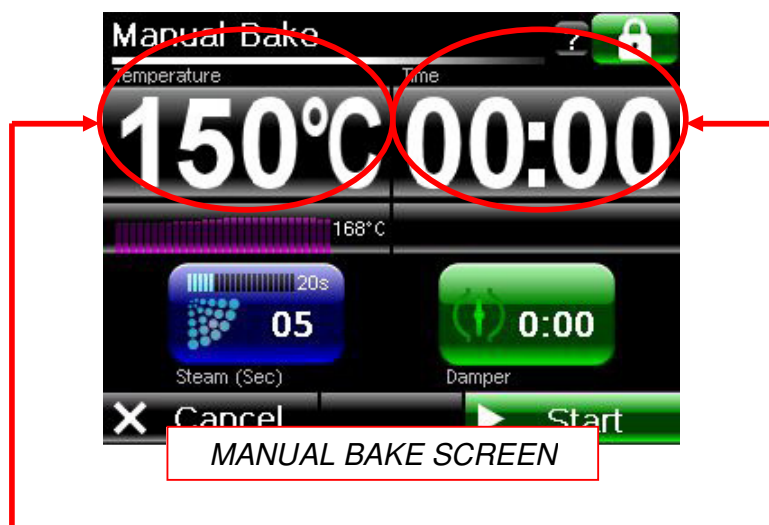 Manual Bake ?
Temperature Time
150°C 00:00
168°C
20s
05 0:00
Steam (Sec) Damper
Cancel Start
MANUAL BAKE SCREEN